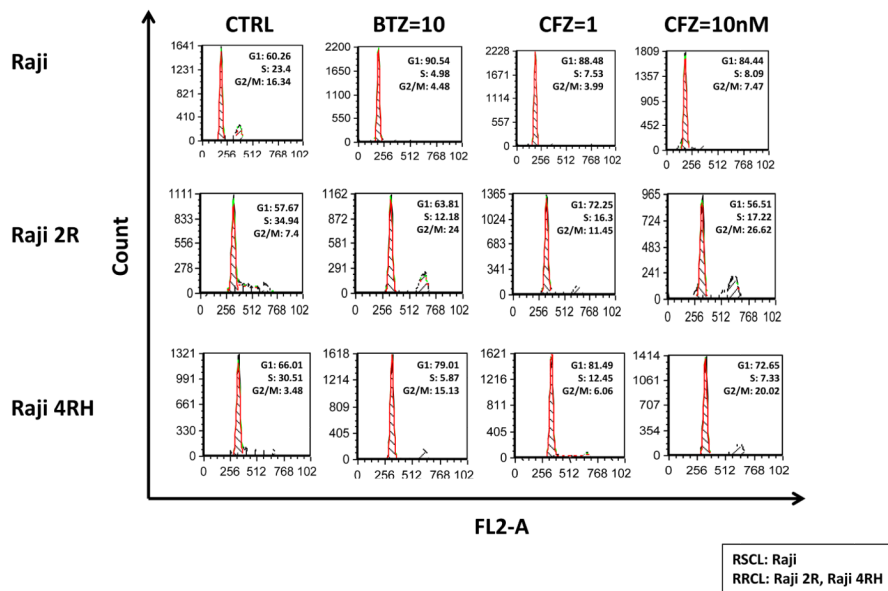 CTRL BTZ=10 CFZ=1 CFZ=10nM
Raji
1641
1231
821
410
0
0 256 512 768 102
G1: 60.26
S: 23.4
G2/M: 16.34
2200
1650
1100
550
0
0 256 512 768 102
G1: 90.54
S: 4.98
G2/M: 4.48
2228
1671
1114
557
0
0 256 512 768 102
G1: 88.48
S: 7.53
G2/M: 3.99
1809
1357
905
452
0
0 256 512 768 102
G1: 84.44
S: 8.09
G2/M: 7.47
Raji 2R
1111
833
556
278
0
0 256 512 768 102
G1: 57.67
S: 34.94
G2/M: 7.4
1162
872
581
291
0
0 256 512 768 102
G1: 63.81
S: 12.18
G2/M: 24
1365
1024
683
341
0
0 256 512 768 102
G1: 72.25
S: 16.3
G2/M: 11.45
965
724
483
241
0
0 256 512 768 102
G1: 56.51
S: 17.22
G2/M: 26.62
Raji 4RH
1321
991
661
330
0
0 256 512 768 102
G1: 66.01
S: 30.51
G2/M: 3.48
1618
1214
809
405
0
0 256 512 768 102
G1: 79.01
S: 5.87
G2/M: 15.13
1621
1216
811
405
0
0 256 512 768 102
G1: 81.49
S: 12.45
G2/M: 6.06
1414
1061
707
354
0
0 256 512 768 102
G1: 72.65
S: 7.33
G2/M: 20.02
Count
FL2-A
RSCL: Raji
RRCL: Raji 2R, Raji 4RH